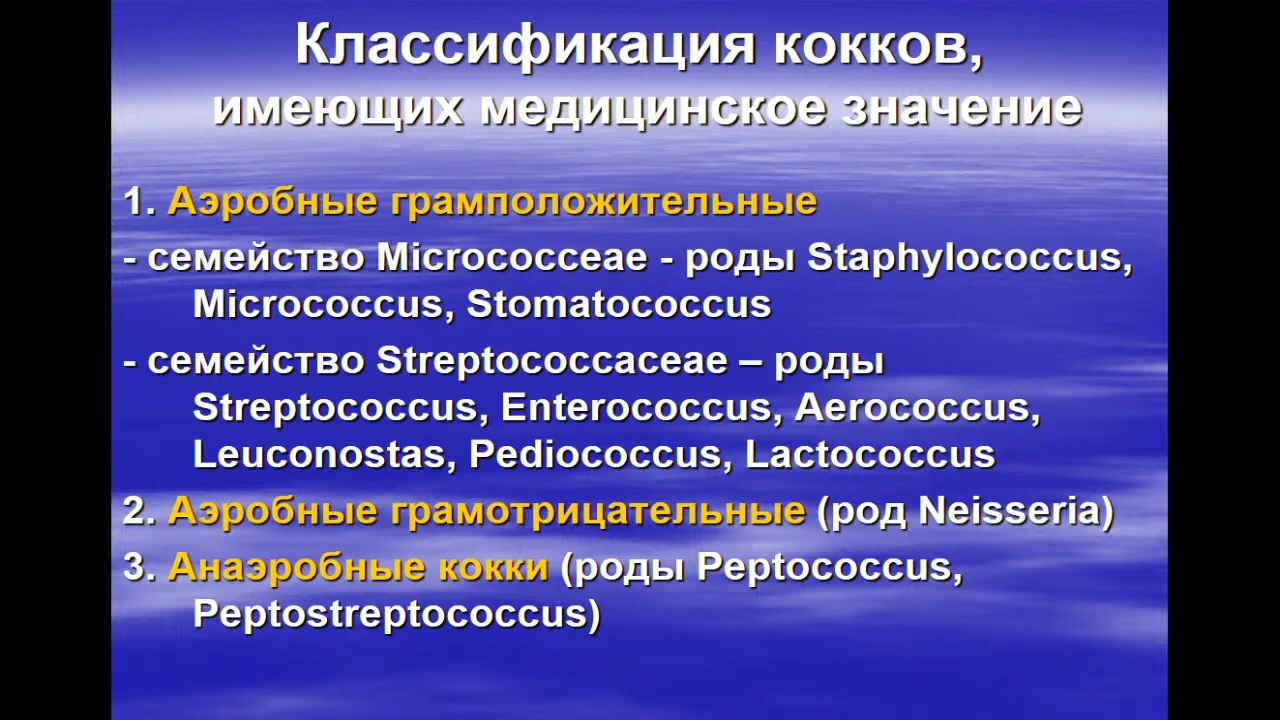 Классификация кокков,
имеющих медицинское значение
1. Аэробные грамположительные
- семейство Micrococceae - роды Staphylococcus,
Micrococcus, Stomatococcus
- семейство Streptococcaceae – роды
Streptococcus, Enterococcus, Aerococcus,
Leuconostas, Pediococcus, Lactococcus
2. Аэробные грамотрицательные (род Neisseria)
3. Анаэробные кокки (роды Peptococcus,
Peptostreptococcus)